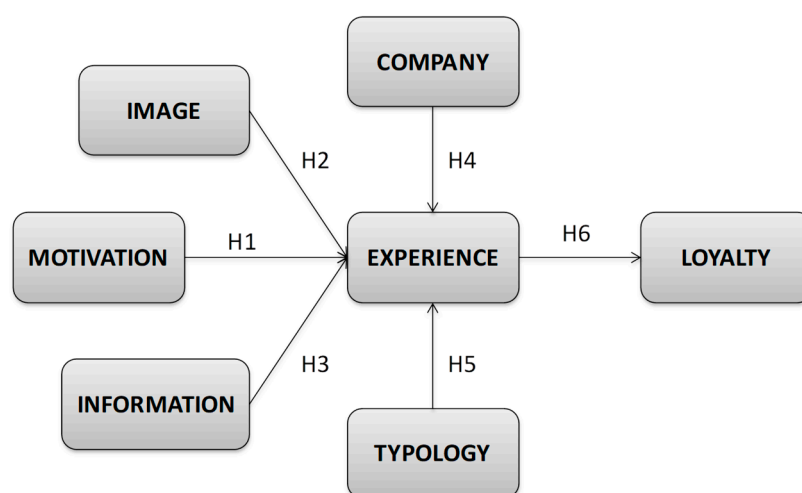 COMPANY
IMAGE
H2
H4
MOTIVATION
H1
EXPERIENCE
H6
LOYALTY
H3
H5
INFORMATION
TYPOLOGY